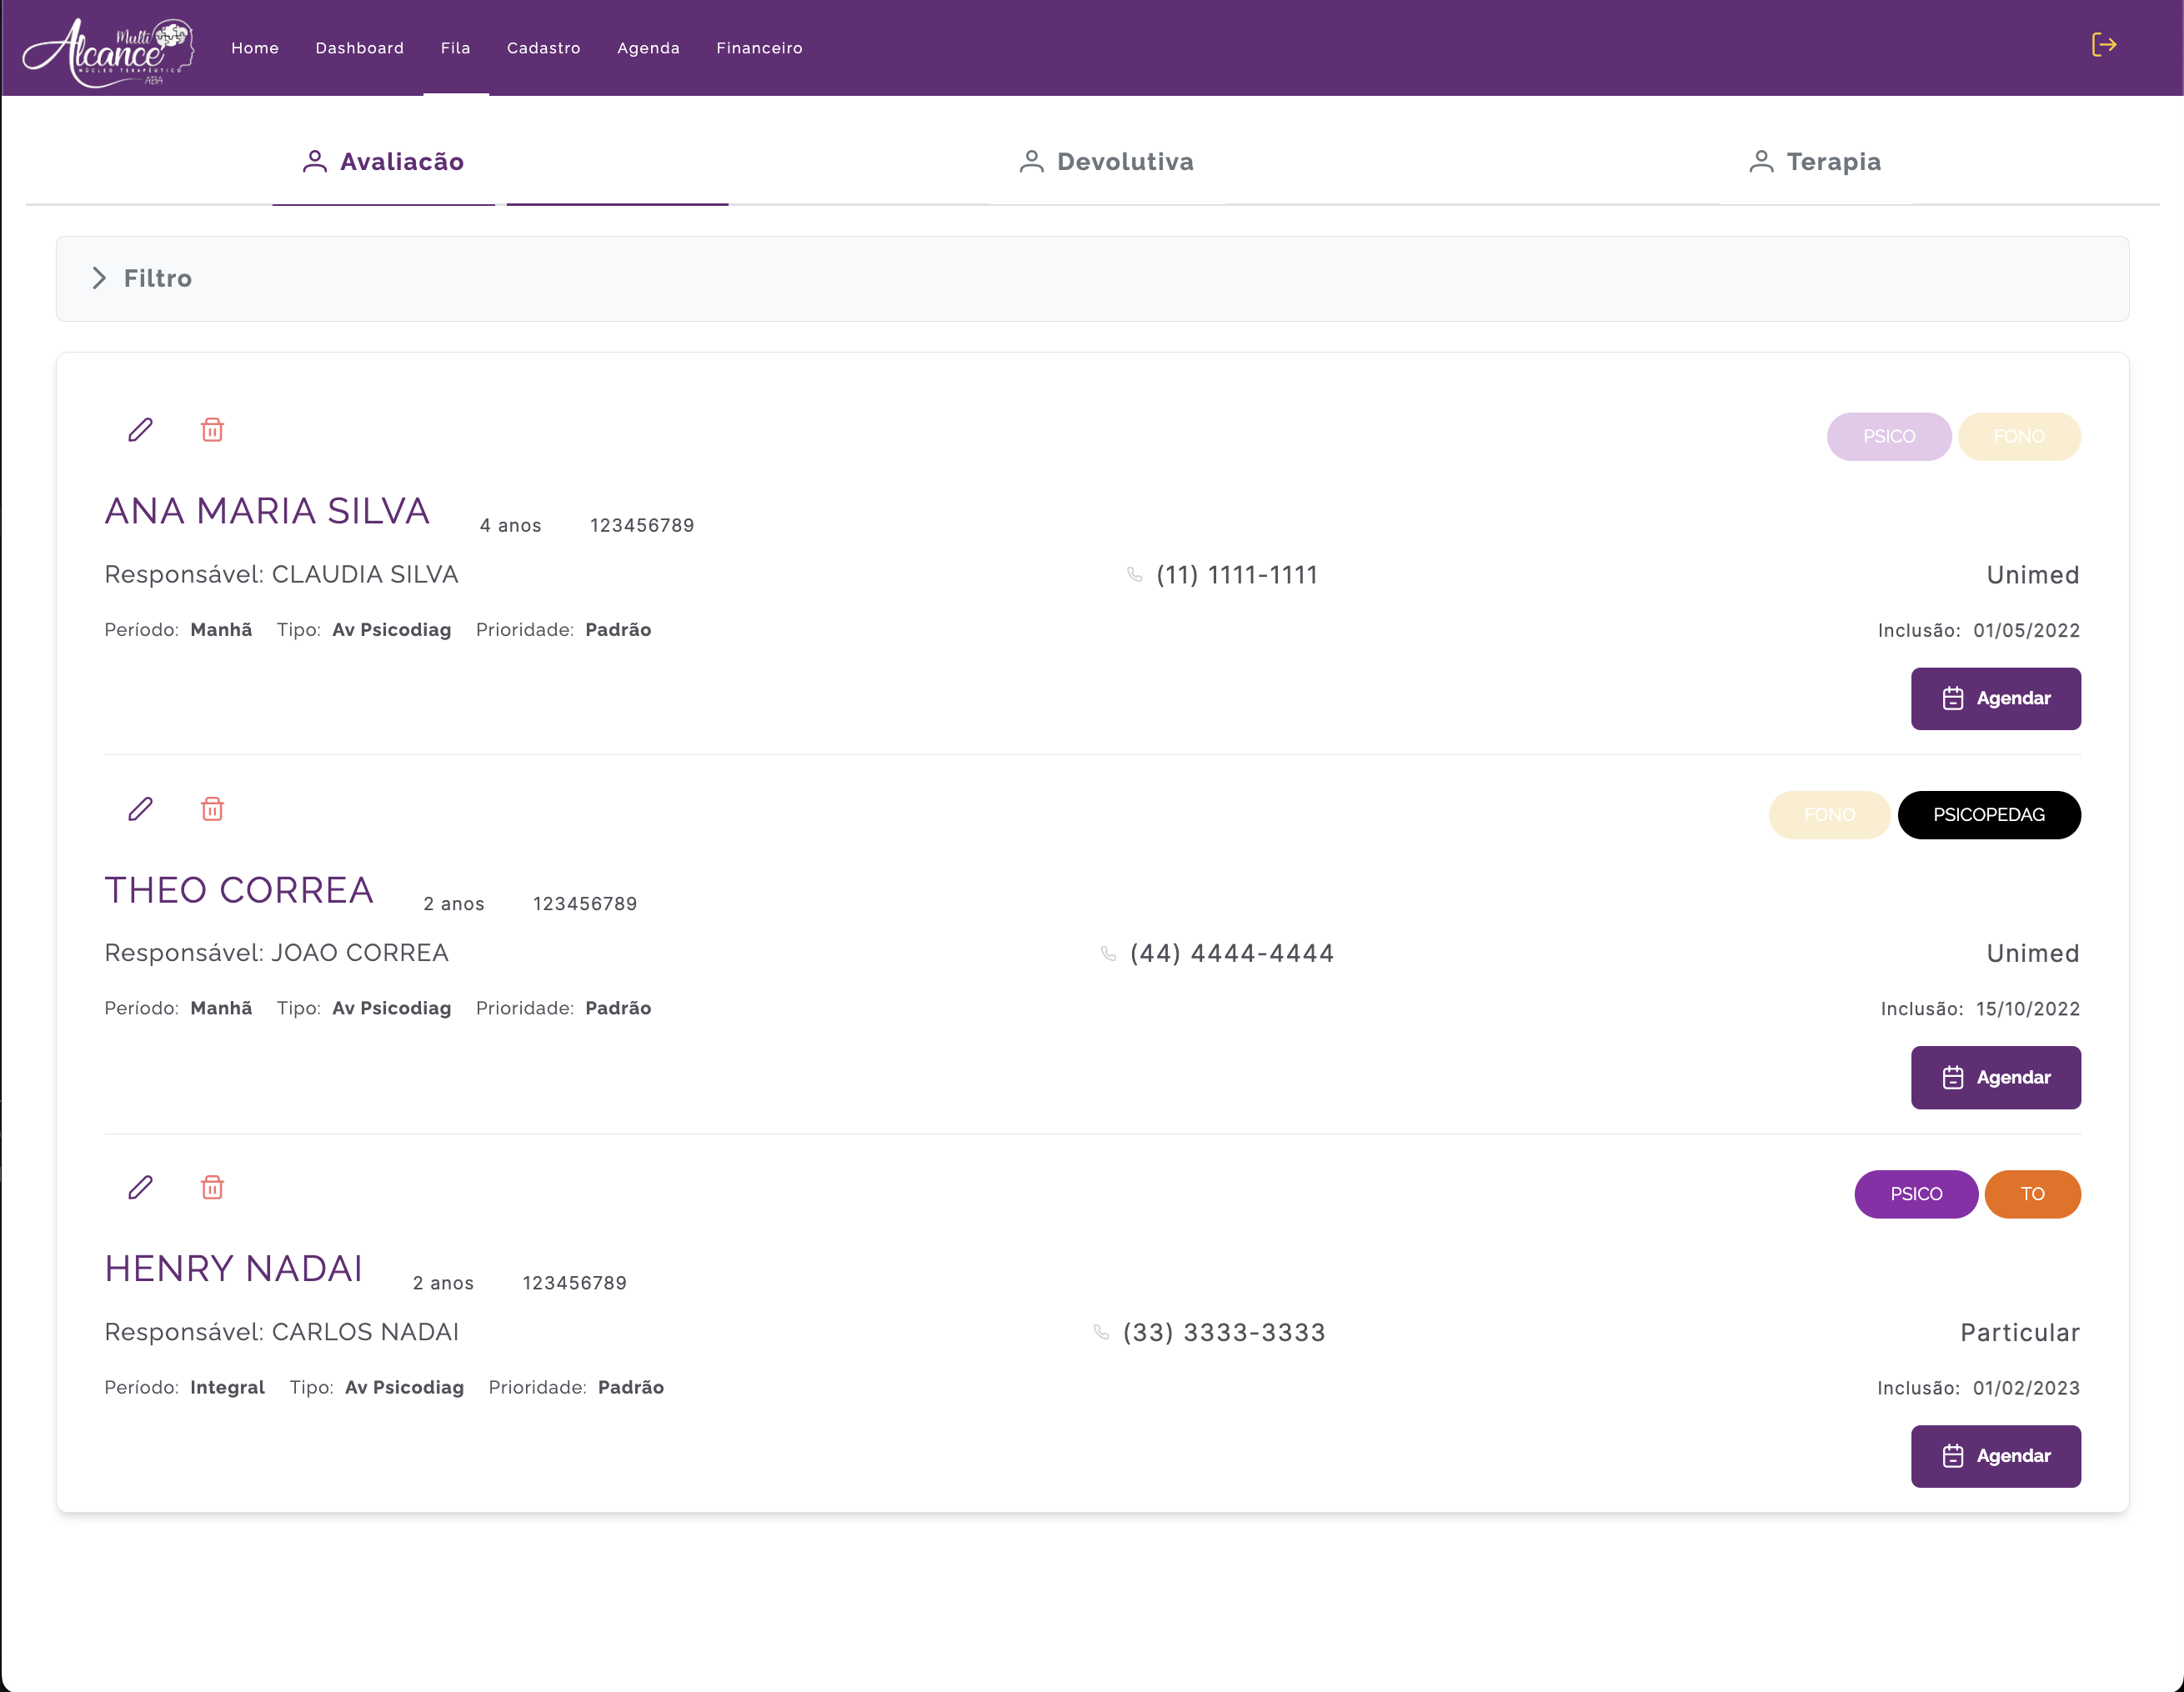 Multi
Alcance
NÚCLEO TERAPÊUTICO
ABA
Home Dashboard Fila Cadastro Agenda Financeiro
Avaliacão Devolutiva Terapia
Filtro
PSICO FONO
ANA MARIA SILVA 4 anos 123456789
Responsável: CLAUDIA SILVA (11) 1111-1111 Unimed
Período: Manhã Tipo: Av Psicodiag Prioridade: Padrão Inclusão: 01/05/2022
Agendar
FONO PSICOPEDAG
THEO CORREA 2 anos 123456789
Responsável: JOAO CORREA (44) 4444-4444 Unimed
Período: Manhã Tipo: Av Psicodiag Prioridade: Padrão Inclusão: 15/10/2022
Agendar
PSICO TO
HENRY NADAI 2 anos 123456789
Responsável: CARLOS NADAI (33) 3333-3333 Particular
Período: Integral Tipo: Av Psicodiag Prioridade: Padrão Inclusão: 01/02/2023
Agendar